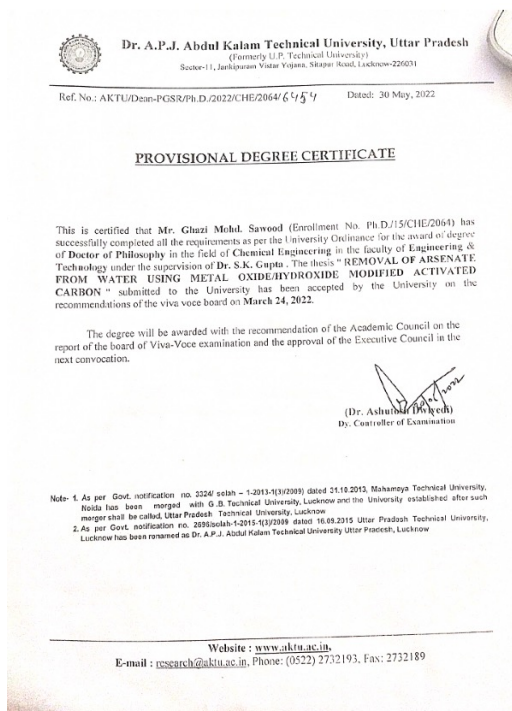 Dr. A.P.J. Abdul Kalam Technical University, Uttar Pradesh
(Formerly U.P. Technical University)
Sector-11, Jankipuram Vistar Yojana, Sitapur Road, Lucknow-226031
Ref. No.: AKTU/Dean-PGSR/Ph.D./2022/CHE/2064/6454 Dated: 30 May, 2022
PROVISIONAL DEGREE CERTIFICATE
This is certified that Mr. Ghazi Mohd. Sawood (Enrollment No. Ph.D./15/CHE/2064) has
successfully completed all the requirements as per the University Ordinance for the award of degree
of Doctor of Philosophy in the field of Chemical Engineering in the faculty of Engineering &
Technology under the supervision of Dr. S.K. Gupta . The thesis " REMOVAL OF ARSENATE
FROM WATER USING METAL OXIDE/HYDROXIDE MODIFIED ACTIVATED
CARBON " submitted to the University has been accepted by the University on the
recommendations of the viva voce board on March 24, 2022.
The degree will be awarded with the recommendation of the Academic Council on the
report of the board of Viva-Voce examination and the approval of the Executive Council in the
next convocation.
(Dr. Ashutosh Dwivedi)
Dy. Controller of Examination
Note- 1. As per Govt. notification no. 3324/ solah – 1-2013-1(3)/2009) dated 31.10.2013, Mahamaya Technical University,
Noida has been merged with G.B. Technical University, Lucknow and the University established after such
merger shall be called, Uttar Pradesh Technical University, Lucknow
2. As per Govt. notification no. 2696/solah-1-2015-1(3)/2009 dated 16.09.2015 Uttar Pradesh Technical University,
Lucknow has been renamed as Dr. A.P.J. Abdul Kalam Technical University Uttar Pradesh, Lucknow
Website : www.aktu.ac.in,
E-mail : research@aktu.ac.in, Phone: (0522) 2732193, Fax: 2732189